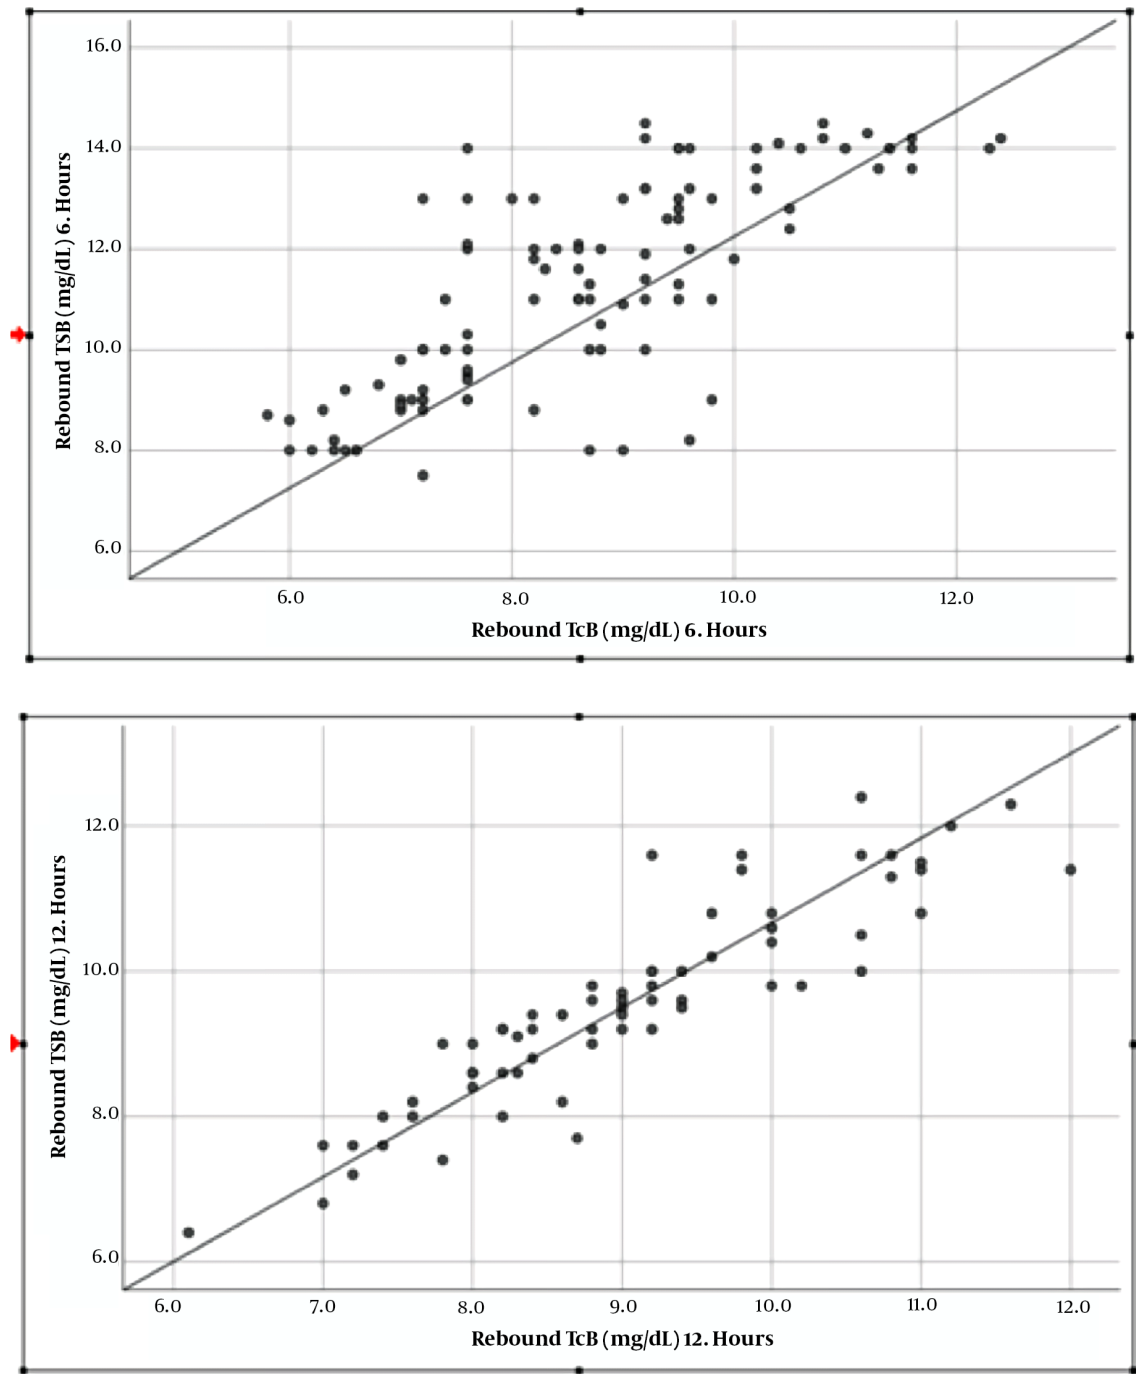 Rebound TSB (mg/dL) 6. Hours
16.0
14.0
12.0
10.0
8.0
6.0
6.0 8.0 10.0 12.0
Rebound TcB (mg/dL) 6. Hours
Rebound TSB (mg/dL) 12. Hours
12.0
10.0
8.0
6.0
6.0 7.0 8.0 9.0 10.0 11.0 12.0
Rebound TcB (mg/dL) 12. Hours